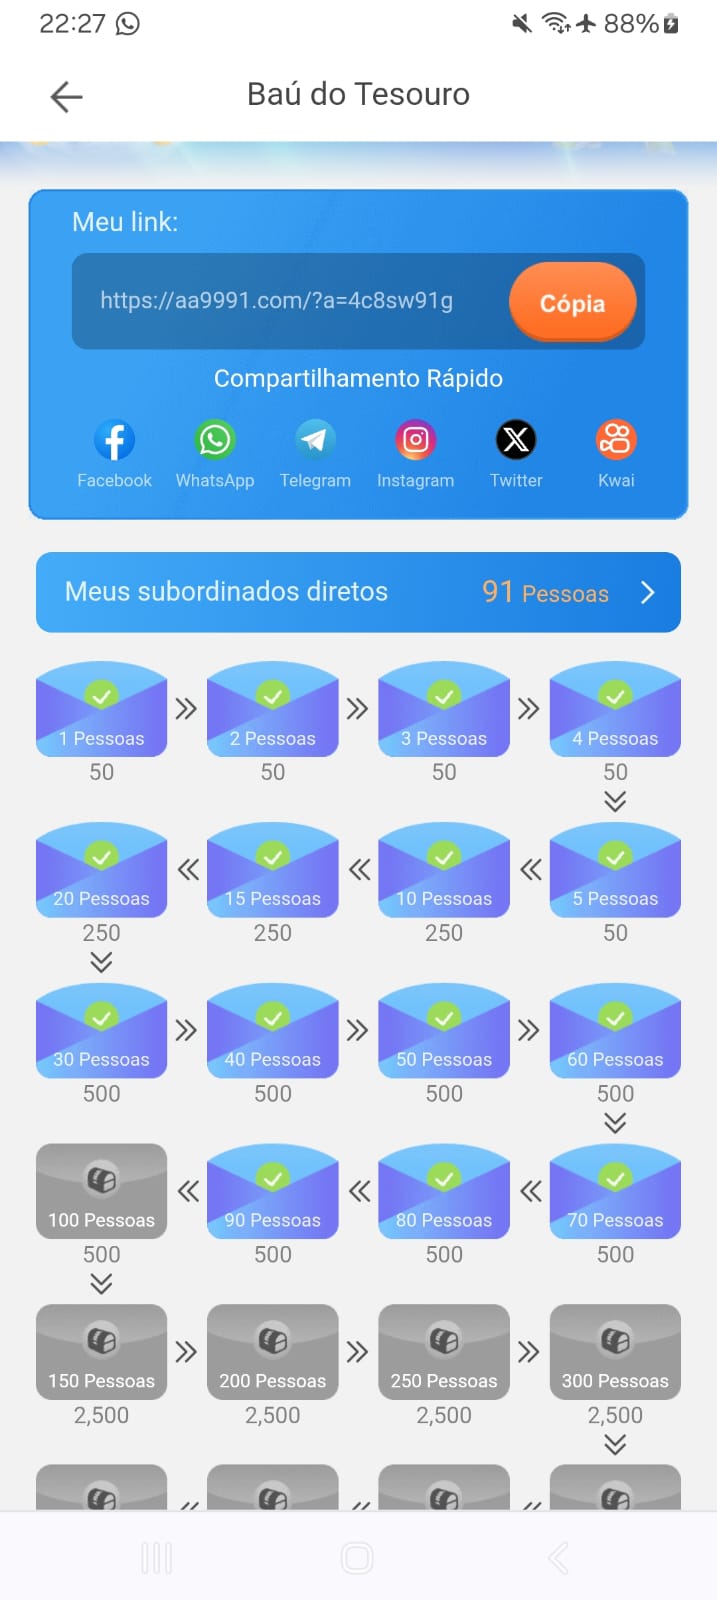 22:27 88%
Baú do Tesouro
Meu link:
https://aa9991.com/?a=4c8sw91g Cópia
Compartilhamento Rápido
Facebook WhatsApp Telegram Instagram Twitter Kwai
Meus subordinados diretos 91 Pessoas
1 Pessoas 2 Pessoas 3 Pessoas 4 Pessoas
50 50 50 50
20 Pessoas 15 Pessoas 10 Pessoas 5 Pessoas
250 250 250 50
30 Pessoas 40 Pessoas 50 Pessoas 60 Pessoas
500 500 500 500
100 Pessoas 90 Pessoas 80 Pessoas 70 Pessoas
500 500 500 500
150 Pessoas 200 Pessoas 250 Pessoas 300 Pessoas
2,500 2,500 2,500 2,500